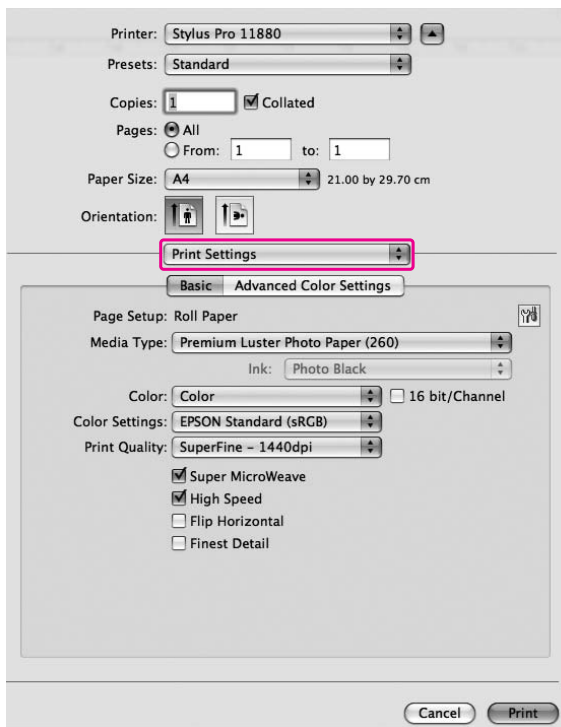 Printer: Stylus Pro 11880
Presets: Standard
Copies: 1 Collated
Pages: All
From: 1 to: 1
Paper Size: A4 21.00 by 29.70 cm
Orientation:
Print Settings
Basic Advanced Color Settings
Page Setup: Roll Paper
Media Type: Premium Luster Photo Paper (260)
Ink: Photo Black
Color: Color 16 bit/Channel
Color Settings: EPSON Standard (sRGB)
Print Quality: SuperFine – 1440dpi
Super MicroWeave
High Speed
Flip Horizontal
Finest Detail
Cancel Print